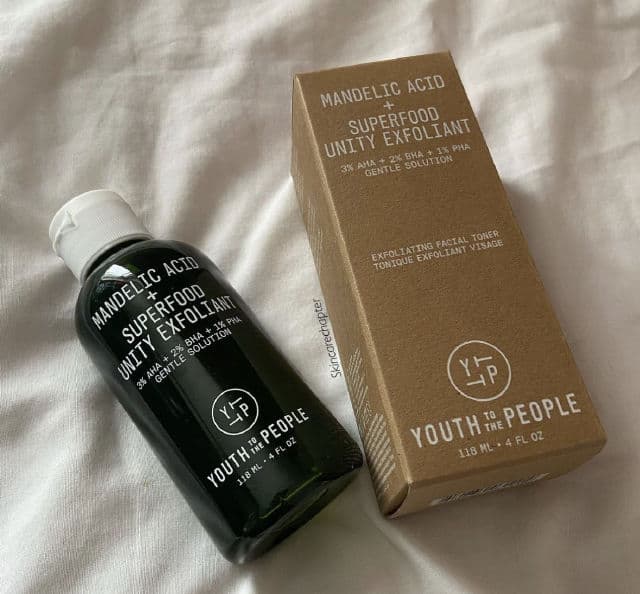 MANDELIC ACID
+
SUPERFOOD
UNITY EXFOLIANT
3% AHA + 2% BHA + 1% PHA
GENTLE SOLUTION
Y P
YOUTH TO THE PEOPLE
118 ML • 4 FL OZ
MANDELIC ACID
+
SUPERFOOD
UNITY EXFOLIANT
3% AHA + 2% BHA + 1% PHA
GENTLE SOLUTION
EXFOLIATING FACIAL TONER
TONIQUE EXFOLIANT VISAGE
Y P
YOUTH TO THE PEOPLE
118 ML • 4 FL OZ
Skincarechapter